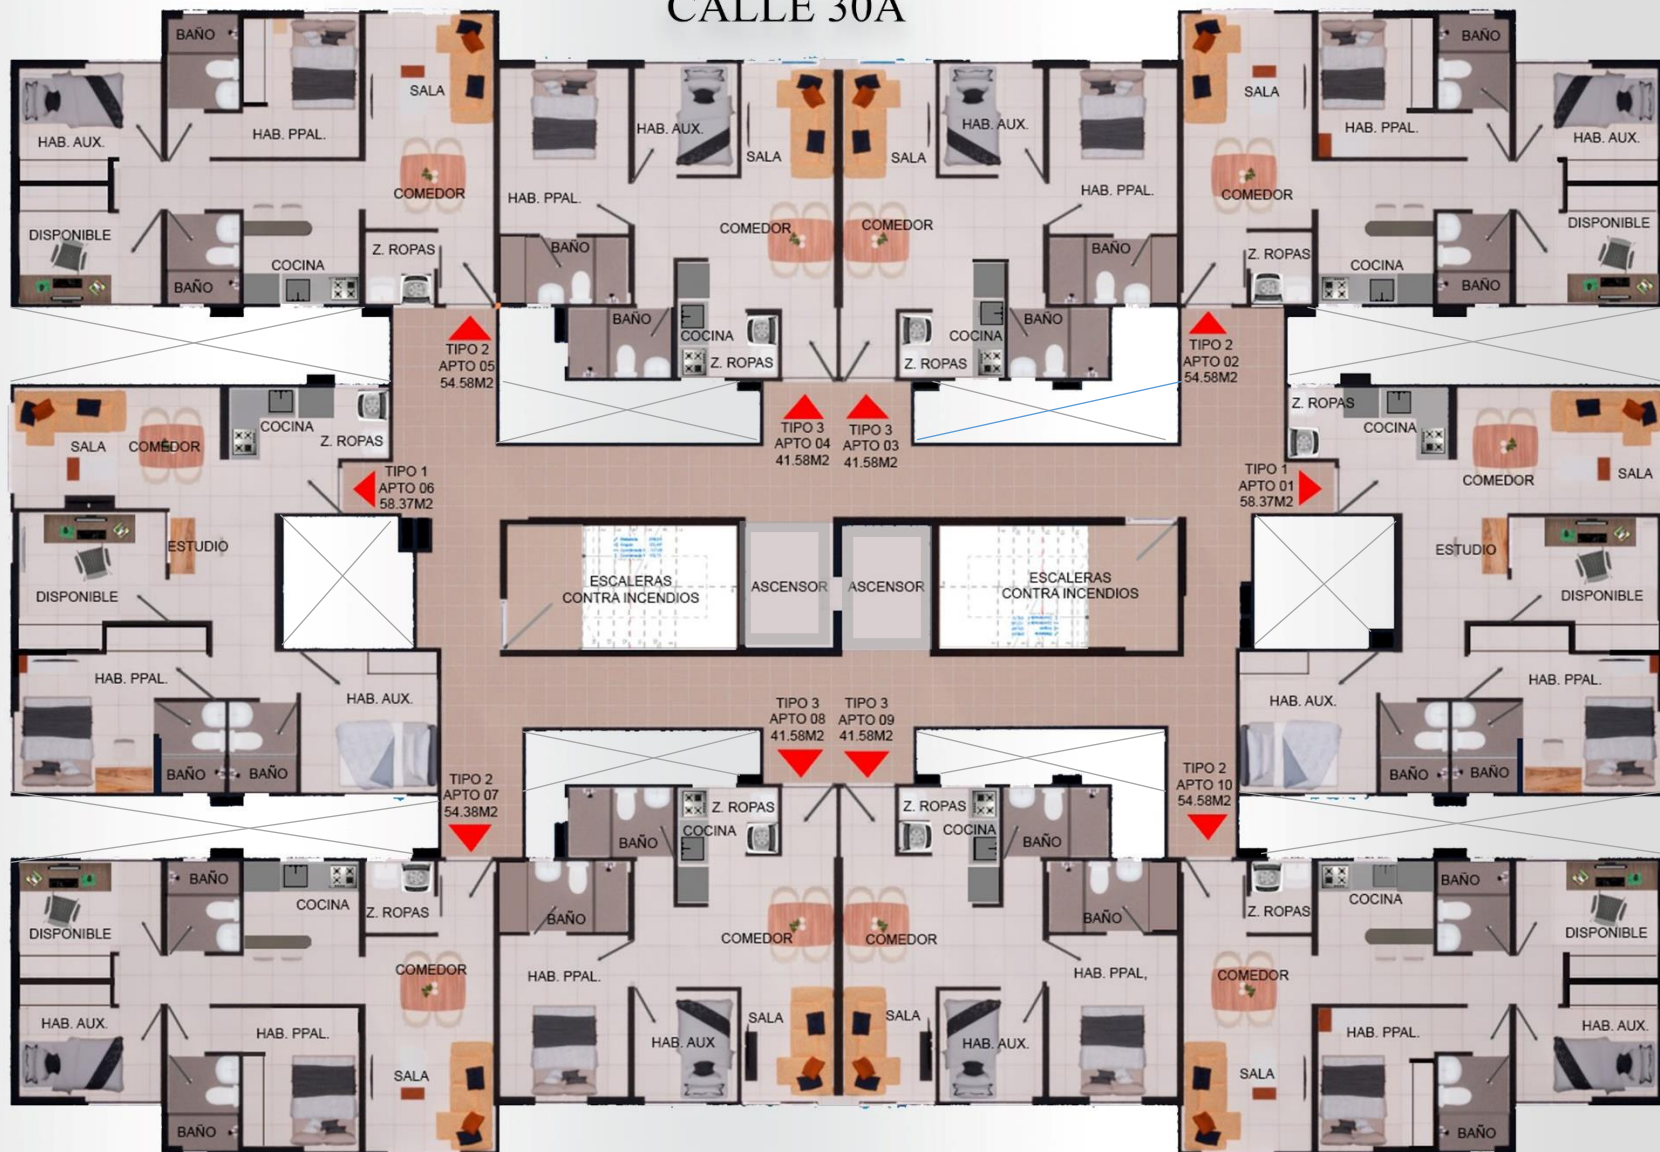 CALLE 30A
BAÑO
SALA
HAB. AUX.
HAB. PPAL.
COMEDOR
DISPONIBLE
Z. ROPAS
COCINA
BAÑO
HAB. AUX.
SALA
HAB. PPAL.
COMEDOR
BAÑO
BAÑO
COCINA
Z. ROPAS
HAB. AUX.
SALA
HAB. PPAL.
COMEDOR
BAÑO
BAÑO
COCINA
Z. ROPAS
BAÑO
SALA
HAB. PPAL.
HAB. AUX.
COMEDOR
DISPONIBLE
Z. ROPAS
COCINA
BAÑO
TIPO 2
APTO 05
54.58M2
TIPO 3
APTO 04
41.58M2
TIPO 3
APTO 03
41.58M2
TIPO 2
APTO 02
54.58M2
SALA
COMEDOR
COCINA
Z. ROPAS
TIPO 1
APTO 06
58.37M2
ESTUDIO
DISPONIBLE
HAB. PPAL.
HAB. AUX.
BAÑO
BAÑO
ESCALERAS
CONTRA INCENDIOS
ASCENSOR
ASCENSOR
ESCALERAS
CONTRA INCENDIOS
Z. ROPAS
COCINA
TIPO 1
APTO 01
58.37M2
COMEDOR
SALA
ESTUDIO
DISPONIBLE
HAB. AUX.
HAB. PPAL.
BAÑO
BAÑO
TIPO 2
APTO 07
54.38M2
TIPO 3
APTO 08
41.58M2
TIPO 3
APTO 09
41.58M2
TIPO 2
APTO 10
54.58M2
BAÑO
COCINA
Z. ROPAS
DISPONIBLE
COMEDOR
HAB. AUX.
HAB. PPAL.
SALA
BAÑO
Z. ROPAS
COCINA
BAÑO
BAÑO
COMEDOR
HAB. PPAL.
SALA
HAB. AUX
Z. ROPAS
COCINA
BAÑO
BAÑO
COMEDOR
HAB. PPAL,
SALA
HAB. AUX.
BAÑO
COCINA
Z. ROPAS
DISPONIBLE
COMEDOR
HAB. AUX.
HAB. PPAL.
SALA
BAÑO